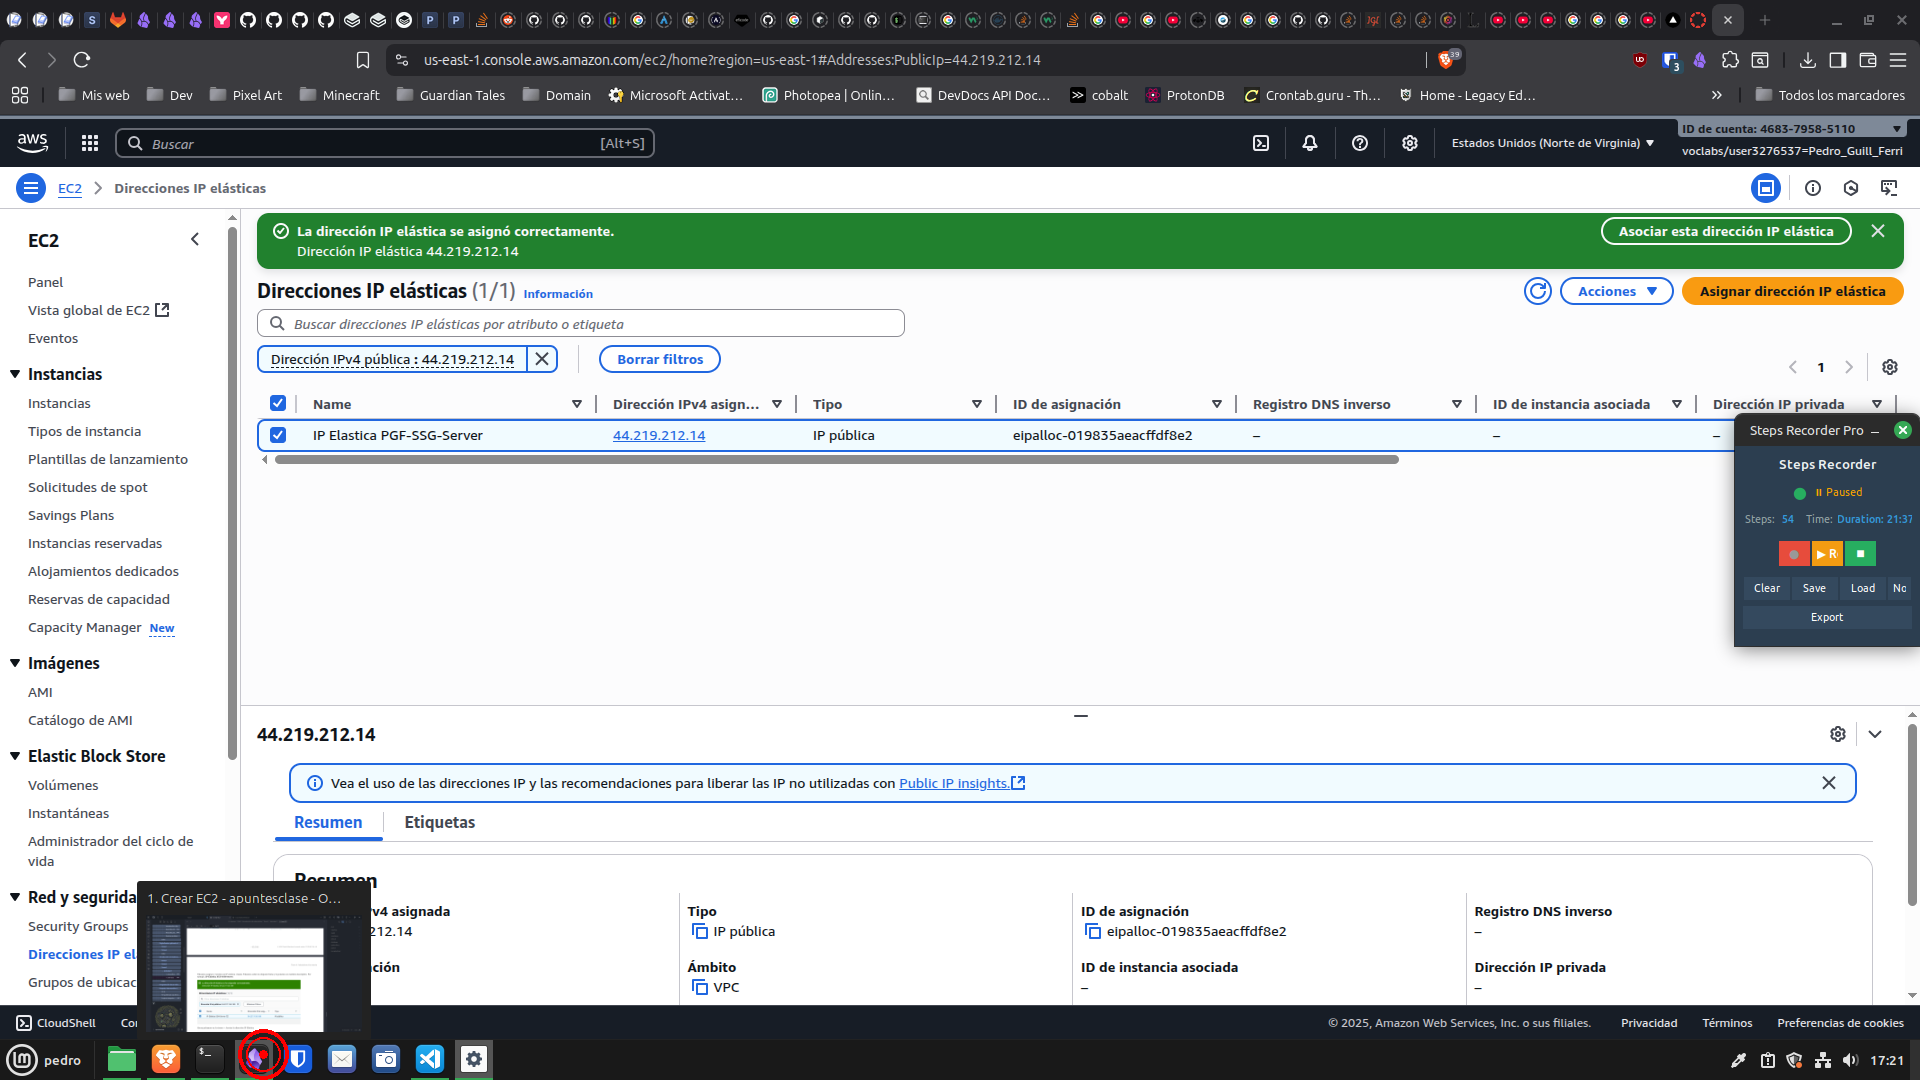 us-east-1.console.aws.amazon.com/ec2/home?region=us-east-1#Addresses:PublicIp=44.219.212.14
39
3
Mis web
Dev
Pixel Art
Minecraft
Guardian Tales
Domain
Microsoft Activat...
Photopea | Onlin...
DevDocs API Doc...
cobalt
ProtonDB
Crontab.guru - Th...
Home - Legacy Ed...
Todos los marcadores
aws
Buscar
[Alt+S]
Estados Unidos (Norte de Virginia)
ID de cuenta: 4683-7958-5110
voclabs/user3276537=Pedro_Guill_Ferri
EC2
Direcciones IP elásticas
EC2
Panel
Vista global de EC2
Eventos
Instancias
Instancias
Tipos de instancia
Plantillas de lanzamiento
Solicitudes de spot
Savings Plans
Instancias reservadas
Alojamientos dedicados
Reservas de capacidad
Capacity Manager New
Imágenes
AMI
Catálogo de AMI
Elastic Block Store
Volúmenes
Instantáneas
Administrador del ciclo de
vida
Red y segurida
Security Groups
Direcciones IP ela
Grupos de ubicac
La dirección IP elástica se asignó correctamente.
Dirección IP elástica 44.219.212.14
Asociar esta dirección IP elástica
Direcciones IP elásticas (1/1) Información
Acciones
Asignar dirección IP elástica
Buscar direcciones IP elásticas por atributo o etiqueta
Dirección IPv4 pública : 44.219.212.14
Borrar filtros
1
Name
Dirección IPv4 asign...
Tipo
ID de asignación
Registro DNS inverso
ID de instancia asociada
Dirección IP privada
IP Elastica PGF-SSG-Server
44.219.212.14
IP pública
eipalloc-019835aeacffdf8e2
–
–
–
Steps Recorder Pro
Steps Recorder
Paused
Steps: 54 Time: Duration: 21:37
R
Clear
Save
Load
No
Export
44.219.212.14
Vea el uso de las direcciones IP y las recomendaciones para liberar las IP no utilizadas con Public IP insights.
Resumen
Etiquetas
Resumen
v4 asignada
212.14
Tipo
IP pública
ID de asignación
eipalloc-019835aeacffdf8e2
Registro DNS inverso
–
ción
Ámbito
VPC
ID de instancia asociada
–
Dirección IP privada
–
1. Crear EC2 - apuntesclase - O...
CloudShell
Co
© 2025, Amazon Web Services, Inc. o sus filiales.
Privacidad
Términos
Preferencias de cookies
pedro
17:21